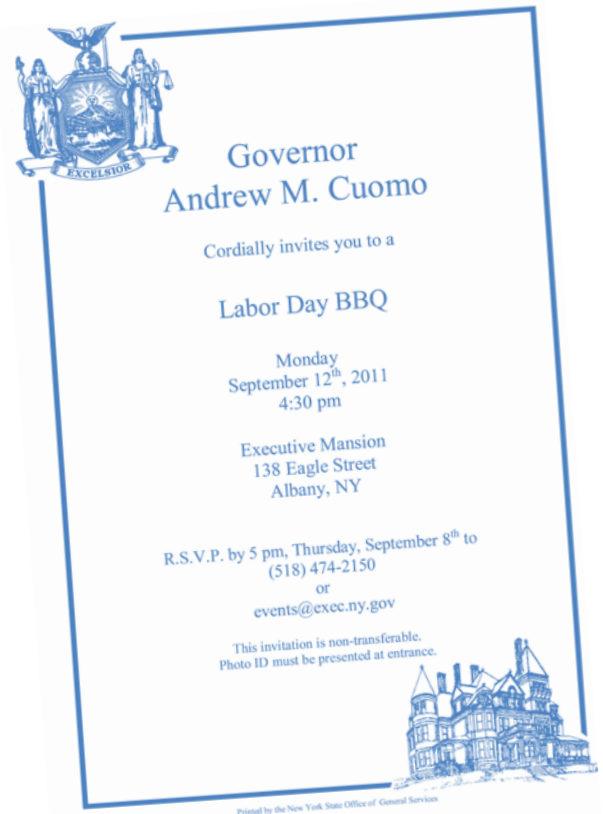 EXCELSIOR
Governor
Andrew M. Cuomo
Cordially invites you to a
Labor Day BBQ
Monday
September 12th, 2011
4:30 pm
Executive Mansion
138 Eagle Street
Albany, NY
R.S.V.P. by 5 pm, Thursday, September 8th to
(518) 474-2150
or
events@exec.ny.gov
This invitation is non-transferable.
Photo ID must be presented at entrance.
Printed by the New York State Office of General Services